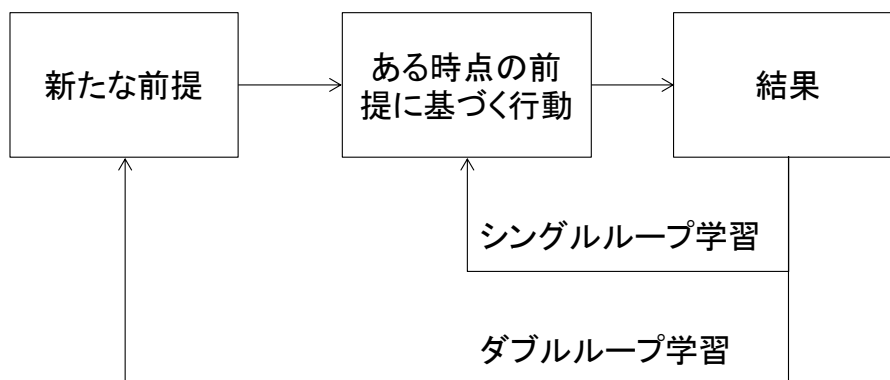 新たな前提
ある時点の前
提に基づく行動
結果
シングルループ学習
ダブルループ学習